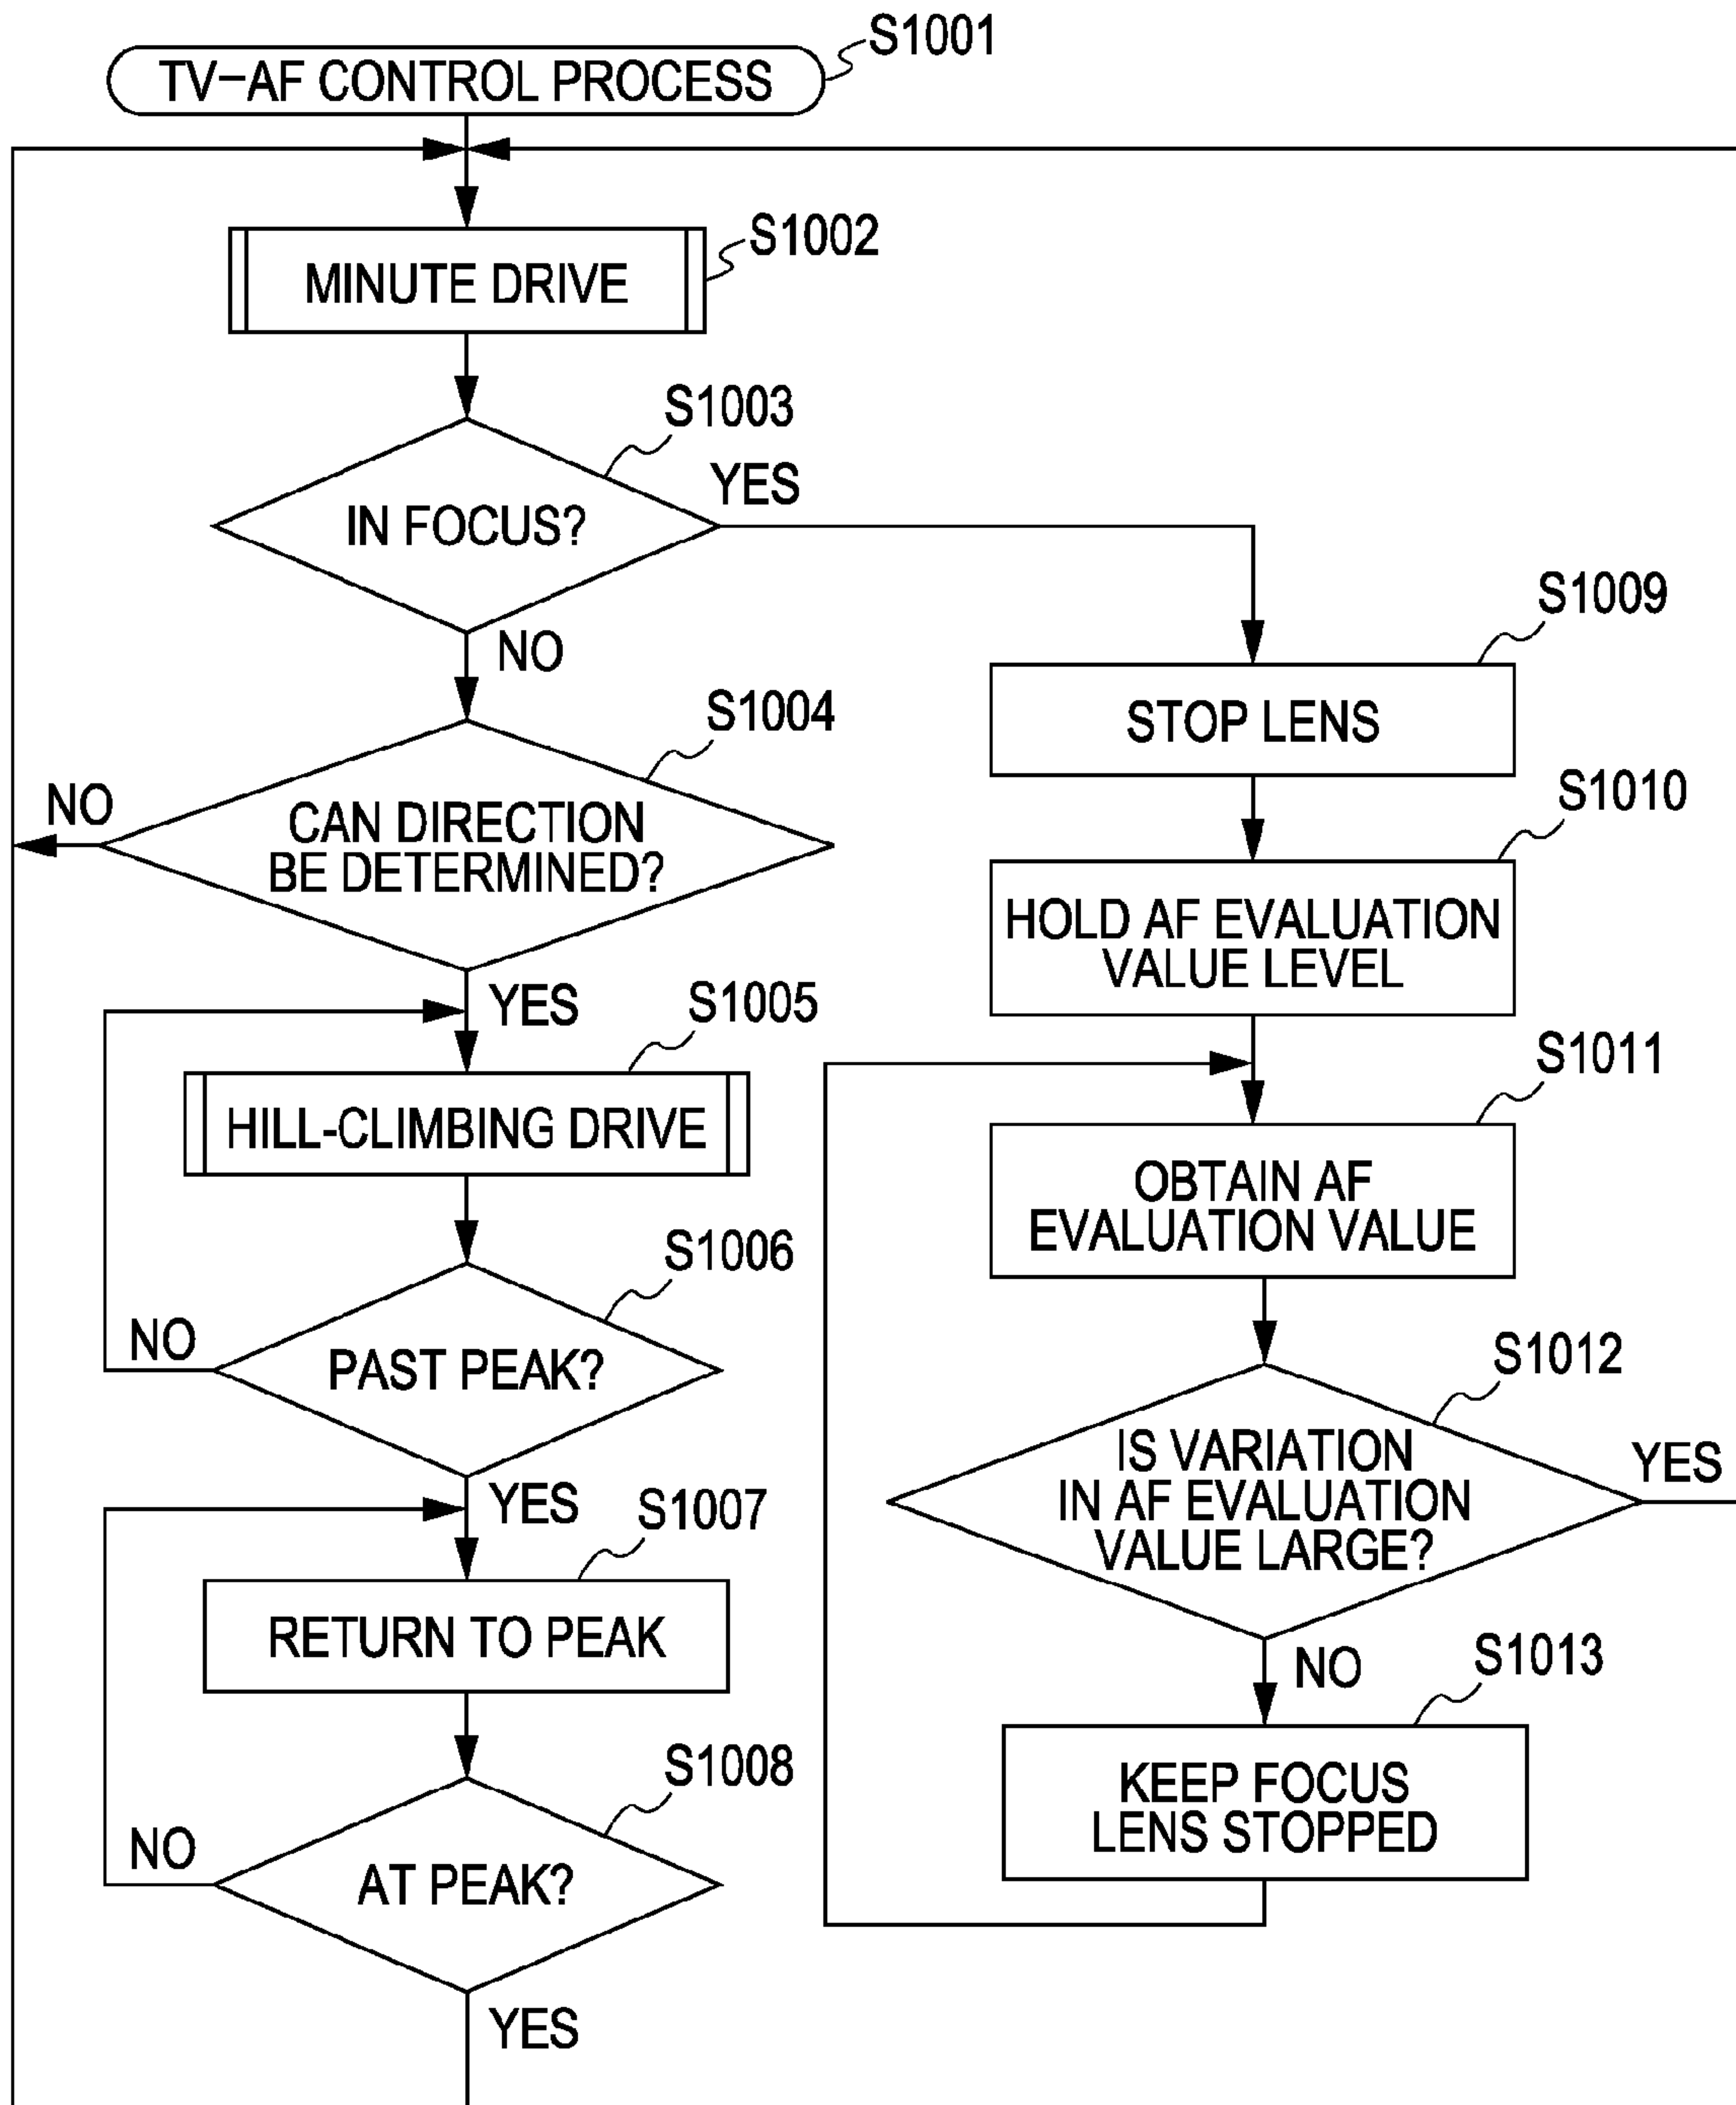 TV-AF CONTROL PROCESS
S1001
S1002
MINUTE DRIVE
S1003
IN FOCUS?
YES
NO
S1004
CAN DIRECTION
BE DETERMINED?
NO
YES
S1005
HILL-CLIMBING DRIVE
S1006
PAST PEAK?
NO
YES
S1007
RETURN TO PEAK
S1008
AT PEAK?
NO
YES
S1009
STOP LENS
S1010
HOLD AF EVALUATION
VALUE LEVEL
S1011
OBTAIN AF
EVALUATION VALUE
S1012
IS VARIATION
IN AF EVALUATION
VALUE LARGE?
YES
NO
S1013
KEEP FOCUS
LENS STOPPED